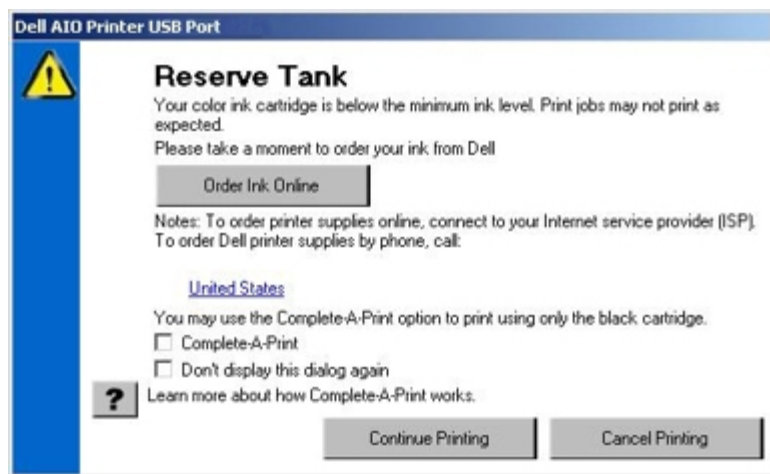 Dell AIO Printer USB Port
Reserve Tank
Your color ink cartridge is below the minimum ink level. Print jobs may not print as
expected.
Please take a moment to order your ink from Dell
Order Ink Online
Notes: To order printer supplies online, connect to your Internet service provider (ISP).
To order Dell printer supplies by phone, call:
United States
You may use the Complete-A-Print option to print using only the black cartridge.
Complete-A-Print
Don't display this dialog again
? Learn more about how Complete-A-Print works.
Continue Printing Cancel Printing